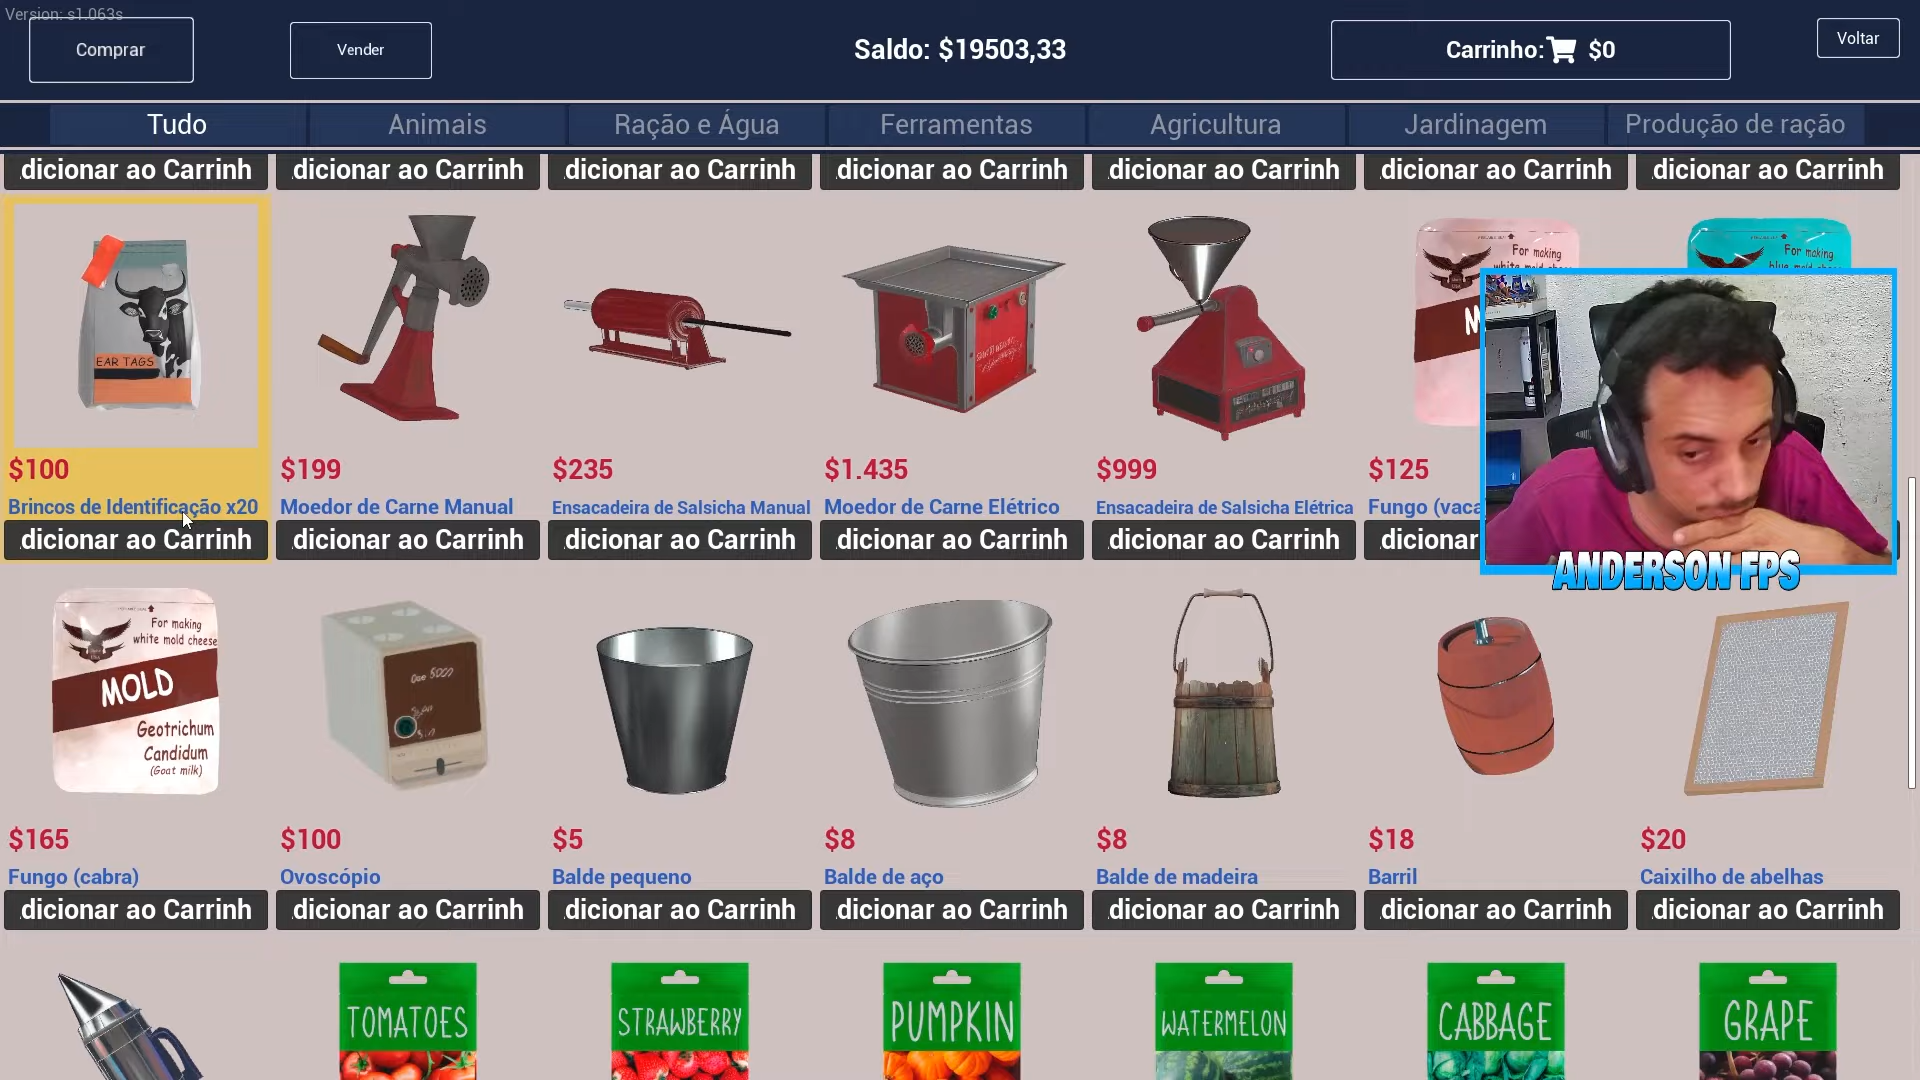 Version: s1.063s
Comprar
Vender
Saldo: $19503,33
Carrinho: $0
Voltar
Tudo
Animais
Ração e Água
Ferramentas
Agricultura
Jardinagem
Produção de ração
dicionar ao Carrinh
dicionar ao Carrinh
dicionar ao Carrinh
dicionar ao Carrinh
dicionar ao Carrinh
dicionar ao Carrinh
dicionar ao Carrinh
EAR TAGS
For making
white mold chee
M
For making
$100
$199
$235
$1.435
$999
$125
Brincos de Identificação x20
Moedor de Carne Manual
Ensacadeira de Salsicha Manual
Moedor de Carne Elétrico
Ensacadeira de Salsicha Elétrica
Fungo (vaca
dicionar ao Carrinh
dicionar ao Carrinh
dicionar ao Carrinh
dicionar ao Carrinh
dicionar ao Carrinh
dicionar
ANDERSON FPS
For making
white mold cheese
MOLD
Geotrichum
Candidum
(Goat milk)
$165
$100
$5
$8
$8
$18
$20
Fungo (cabra)
Ovoscópio
Balde pequeno
Balde de aço
Balde de madeira
Barril
Caixilho de abelhas
dicionar ao Carrinh
dicionar ao Carrinh
dicionar ao Carrinh
dicionar ao Carrinh
dicionar ao Carrinh
dicionar ao Carrinh
dicionar ao Carrinh
TOMATOES
STRAWBERRY
PUMPKIN
WATERMELON
CABBAGE
GRAPE